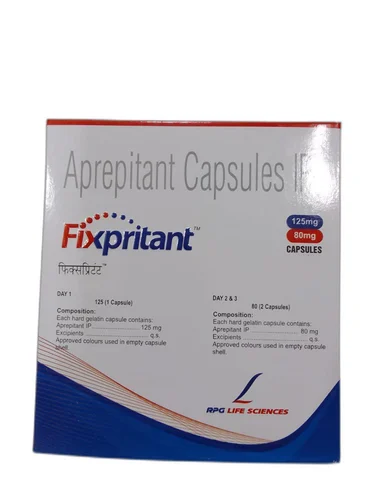 Aprepitant Capsules IP
125mg
80mg
CAPSULES
Fixpritant™
फिक्सप्रिटंट™
DAY 1
125 (1 Capsule)
Composition:
Each hard gelatin capsule contains:
Aprepitant IP ........................ 125 mg
Excipients ............................ q.s.
Approved colours used in empty capsule
shell.
DAY 2 & 3
80 (2 Capsules)
Composition:
Each hard gelatin capsule contains:
Aprepitant IP ........................ 80 mg
Excipients ............................ q.s.
Approved colours used in empty capsule
shell.
RPG LIFE SCIENCES